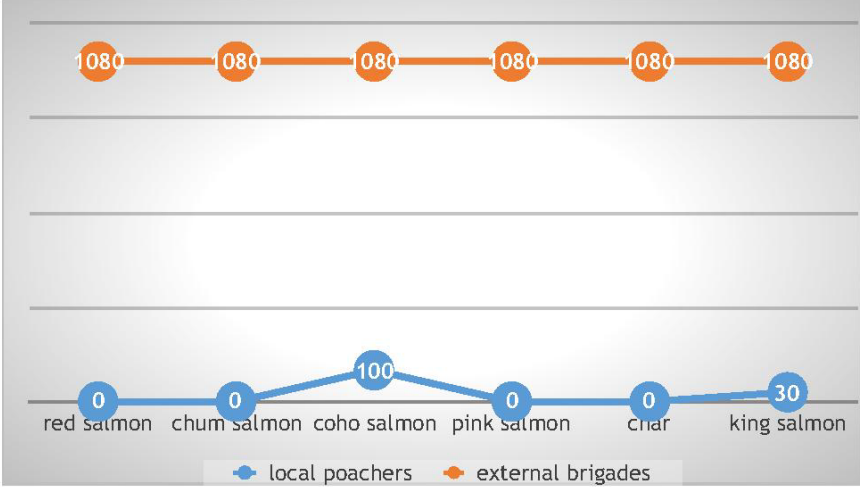 1080 1080 1080 1080 1080 1080
0 0 100 0 0 30
red salmon chum salmon coho salmon pink salmon char king salmon
local poachers external brigades